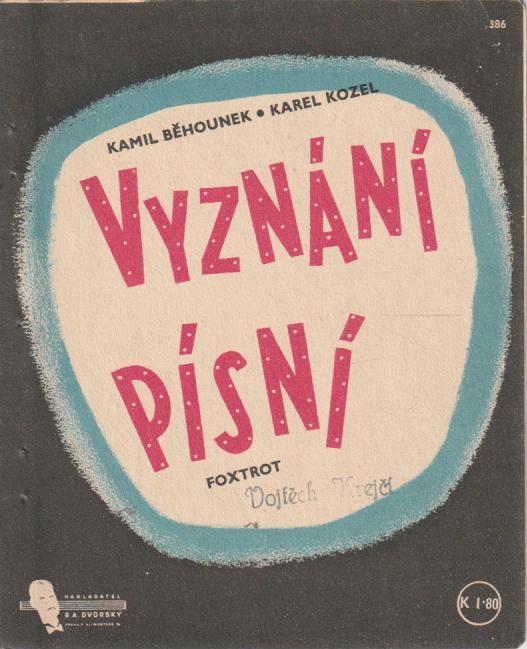 386
KAMIL BĚHOUNEK • KAREL KOZEL
VYZNÁNÍ
PÍSNÍ
FOXTROT
Vojtěch Krejčí
NAKLADATEL
R.A. DVORSKÝ
K 1·80